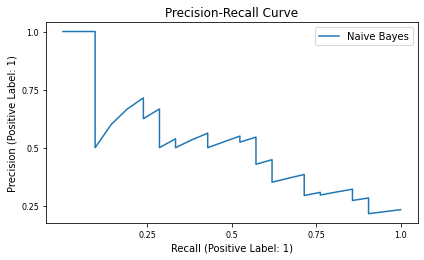 Precision-Recall Curve
Naive Bayes
Precision (Positive Label: 1)
1.0
0.75
0.5
0.25
0.25
0.5
0.75
1.0
Recall (Positive Label: 1)